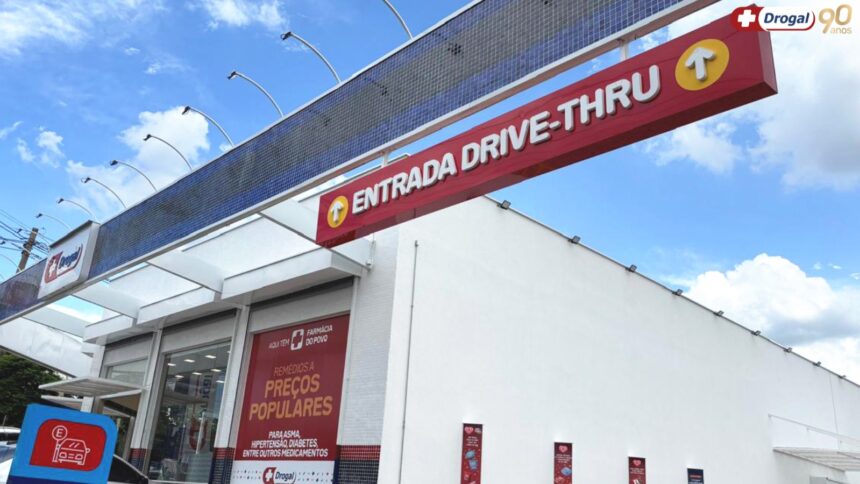 Drogal 90
anos
ENTRADA DRIVE-THRU
Drogal
AQUI TEM FARMÁCIA
DO POVO
REMÉDIOS A
PREÇOS
POPULARES
PARA ASMA,
HIPERTENSÃO, DIABETES,
ENTRE OUTROS MEDICAMENTOS
Drogal
E